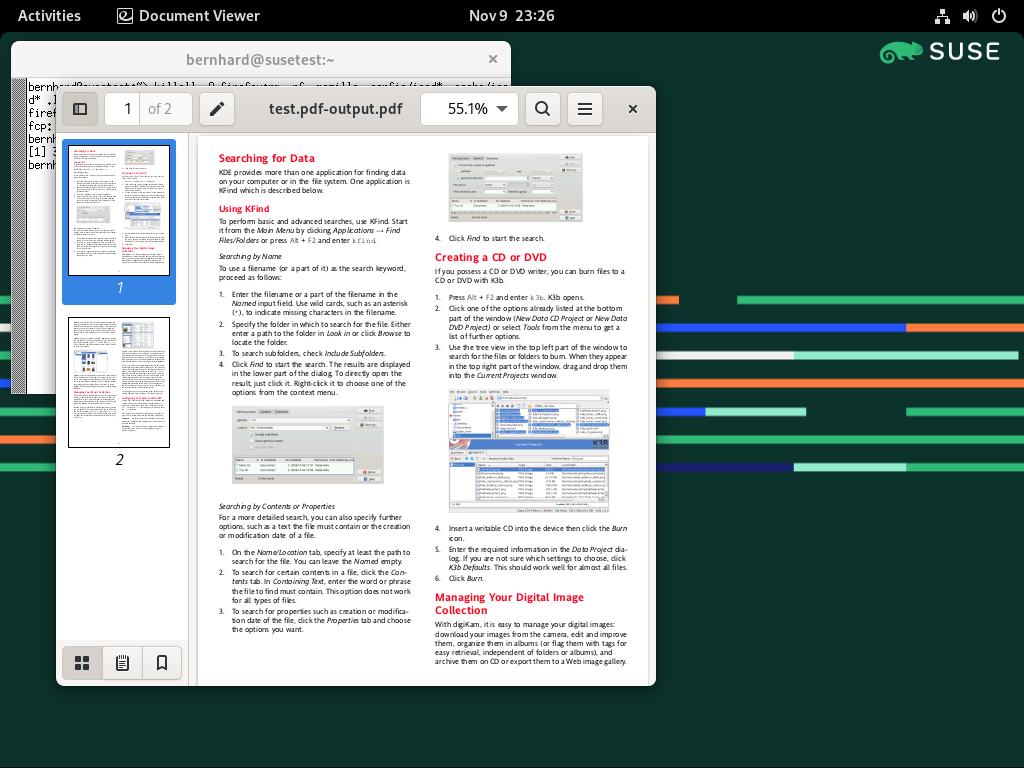 Activities
Document Viewer
Nov 9 23:26
SUSE
bernhard@susetest:~
d* .l
firef
fcp:
bernh
[1] 3
bernh
1 of 2
test.pdf-output.pdf
55.1%
1
2
Searching for Data
KDE provides more than one application for finding data
on your computer or in the file system. One application is
KFind which is described below.
Using KFind
To perform basic and advanced searches, use KFind. Start
it from the Main Menu by clicking Applications → Find
Files/Folders or press Alt + F2 and enter kfind.
Searching by Name
To use a filename (or a part of it) as the search keyword,
proceed as follows:
1. Enter the filename or a part of the filename in the
Named input field. Use wild cards, such as an asterisk
(*), to indicate missing characters in the filename.
2. Specify the folder in which to search for the file. Either
enter a path to the folder in Look in or click Browse to
locate the folder.
3. To search subfolders, check Include Subfolders.
4. Click Find to start the search. The results are displayed
in the lower part of the dialog. To directly open the
result, just click it. Right-click it to choose one of the
options from the context menu.
Searching by Contents or Properties
For a more detailed search, you can also specify further
options, such as a text the file must contain or the creation
or modification date of a file.
1. On the Name/Location tab, specify at least the path to
search for the file. You can leave the Named empty.
2. To search for certain contents in a file, click the Con-
tents tab. In Containing Text, enter the word or phrase
the file to find must contain. This option does not work
for all types of files.
3. To search for properties such as creation or modifica-
tion date of the file, click the Properties tab and choose
the options you want.
4. Click Find to start the search.
Creating a CD or DVD
If you possess a CD or DVD writer, you can burn files to a
CD or DVD with K3b.
1. Press Alt + F2 and enter k3b. K3b opens.
2. Click one of the options already listed at the bottom
part of the window (New Data CD Project or New Data
DVD Project) or select Tools from the menu to get a
list of further options.
3. Use the tree view in the top left part of the window to
search for the files or folders to burn. When they appear
in the top right part of the window, drag and drop them
into the Current Projects window.
4. Insert a writable CD into the device then click the Burn
icon.
5. Enter the required information in the Data Project dia-
log. If you are not sure which settings to choose, click
K3b Defaults. This should work well for almost all files.
6. Click Burn.
Managing Your Digital Image
Collection
With digiKam, it is easy to manage your digital images:
download your images from the camera, edit and improve
them, organize them in albums (or flag them with tags for
easy retrieval, independent of folders or albums), and
archive them on CD or export them to a Web image gallery.